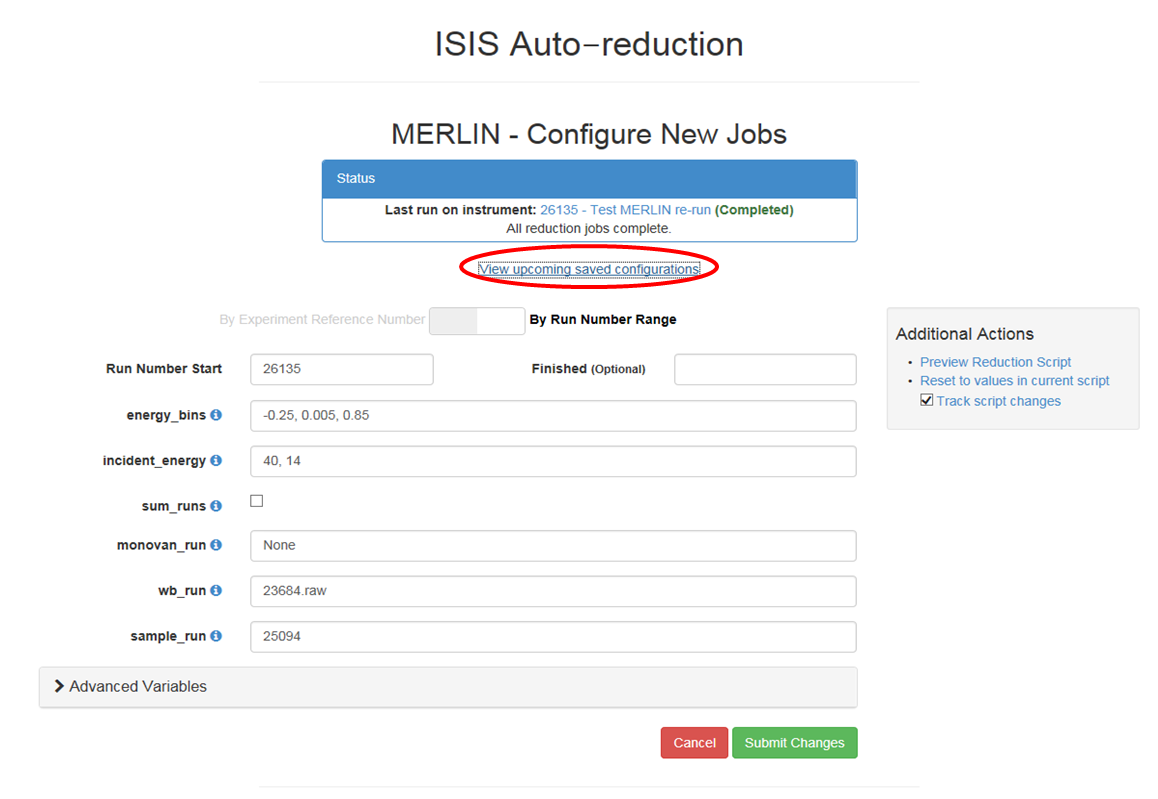 ISIS Auto-reduction
MERLIN - Configure New Jobs
Status
Last run on instrument: 26135 - Test MERLIN re-run (Completed)
All reduction jobs complete.
View upcoming saved configurations
By Experiment Reference Number By Run Number Range
Run Number Start 26135 Finished (Optional)
energy_bins -0.25, 0.005, 0.85
incident_energy 40, 14
sum_runs
monovan_run None
wb_run 23684.raw
sample_run 25094
Advanced Variables
Cancel Submit Changes
Additional Actions
Preview Reduction Script
Reset to values in current script
Track script changes